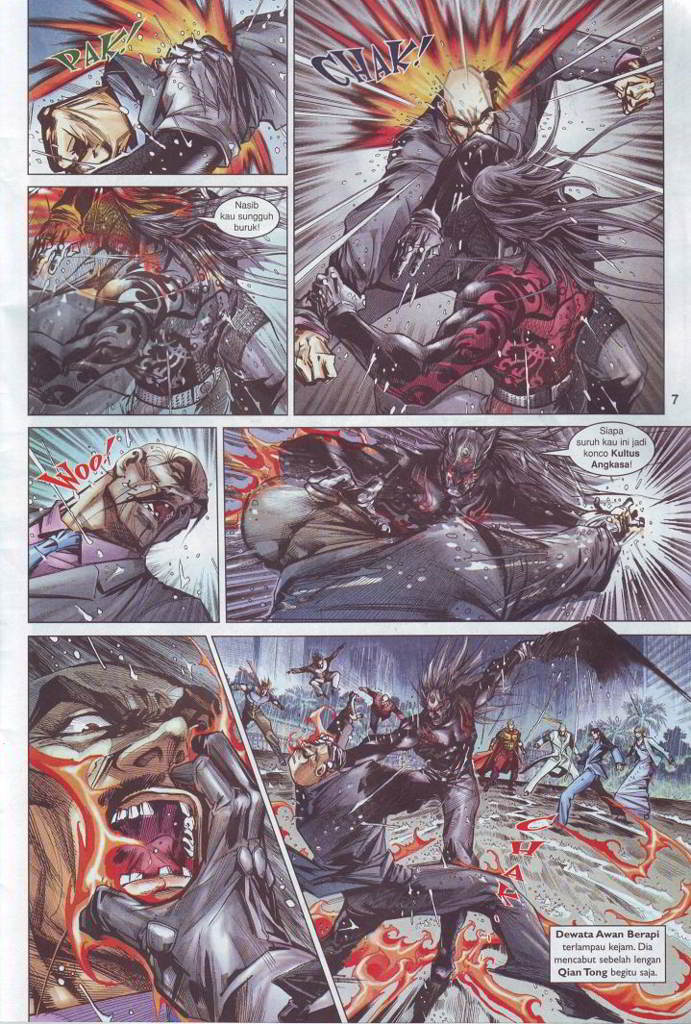 PAK!
CHAK!
Nasib
kau sungguh
buruk!
7
WOO!
Siapa
suruh kau ini jadi
konco Kultus
Angkasa!
CHAK
Dewata Awan Berapi
terlampau kejam. Dia
mencabut sebelah lengan
Qian Tong begitu saja.